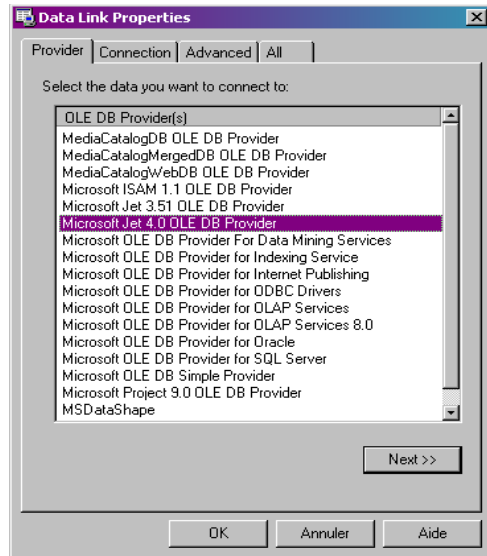 Data Link Properties
Provider Connection Advanced All
Select the data you want to connect to:
OLE DB Provider(s)
MediaCatalogDB OLE DB Provider
MediaCatalogMergedDB OLE DB Provider
MediaCatalogWebDB OLE DB Provider
Microsoft ISAM 1.1 OLE DB Provider
Microsoft Jet 3.51 OLE DB Provider
Microsoft Jet 4.0 OLE DB Provider
Microsoft OLE DB Provider For Data Mining Services
Microsoft OLE DB Provider for Indexing Service
Microsoft OLE DB Provider for Internet Publishing
Microsoft OLE DB Provider for ODBC Drivers
Microsoft OLE DB Provider for OLAP Services
Microsoft OLE DB Provider for OLAP Services 8.0
Microsoft OLE DB Provider for Oracle
Microsoft OLE DB Provider for SQL Server
Microsoft OLE DB Simple Provider
Microsoft Project 9.0 OLE DB Provider
MSDataShape
Next >>
OK Annuler Aide